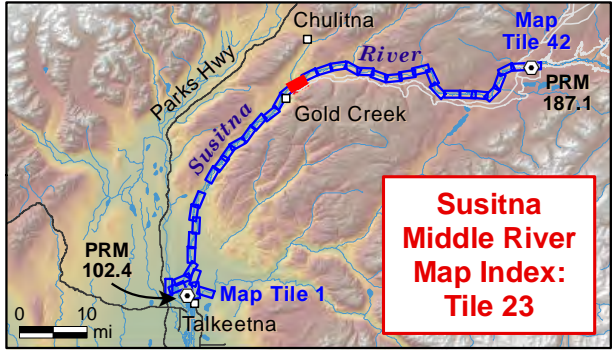 Chulitna
Map
Tile 42
River
Parks Hwy
PRM
187.1
Gold Creek
Susitna
Susitna
Middle River
Map Index:
Tile 23
PRM
102.4
Map Tile 1
0 10
mi
Talkeetna